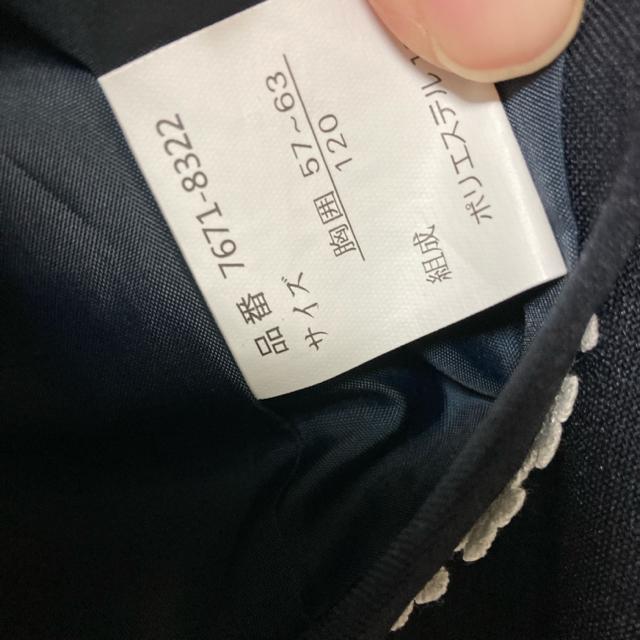 品番 7671-8322
サイズ
胸囲 57~63
120
組成
ポリエステル